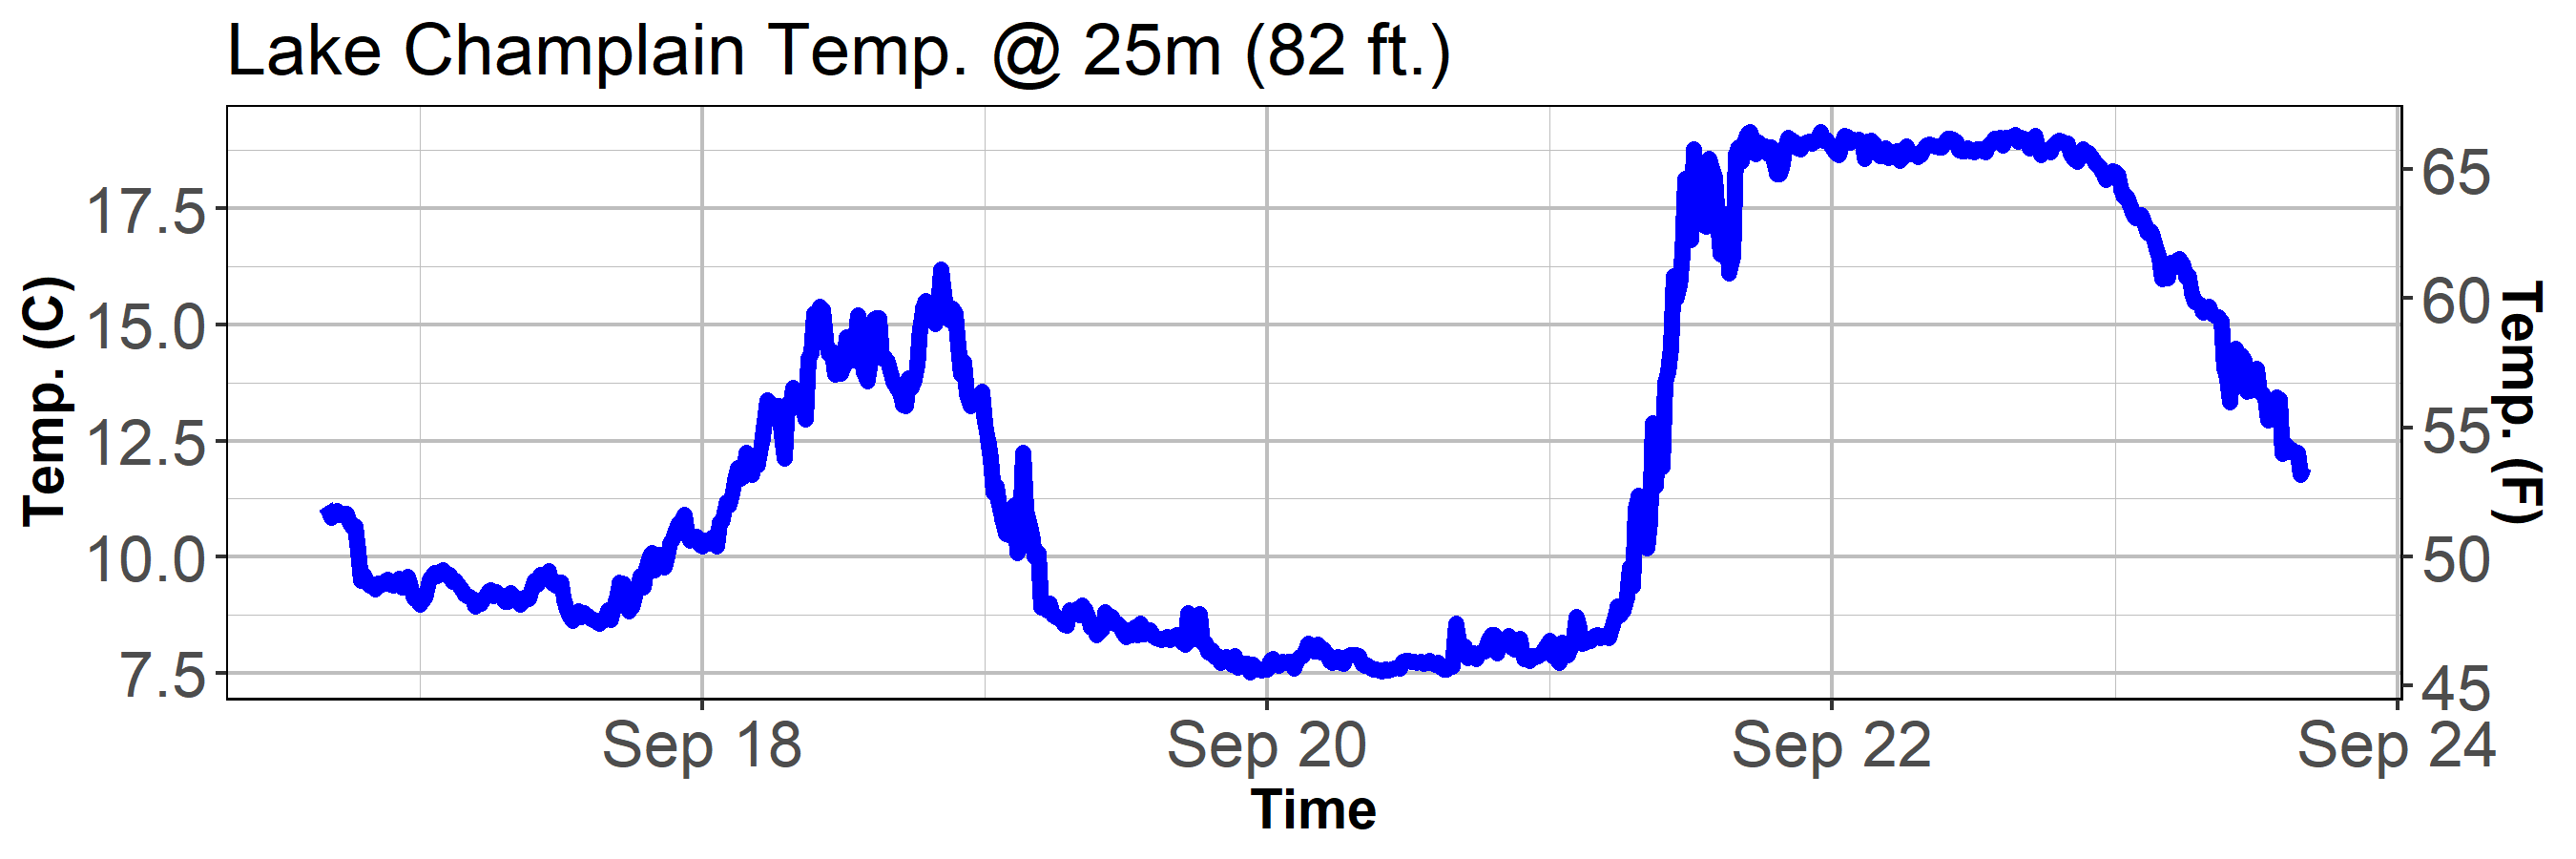 Lake Champlain Temp. @ 25m (82 ft.)
Temp. (C)
17.5
15.0
12.5
10.0
7.5
65
60
55
50
45
Temp. (F)
Sep 18
Sep 20
Sep 22
Sep 24
Time